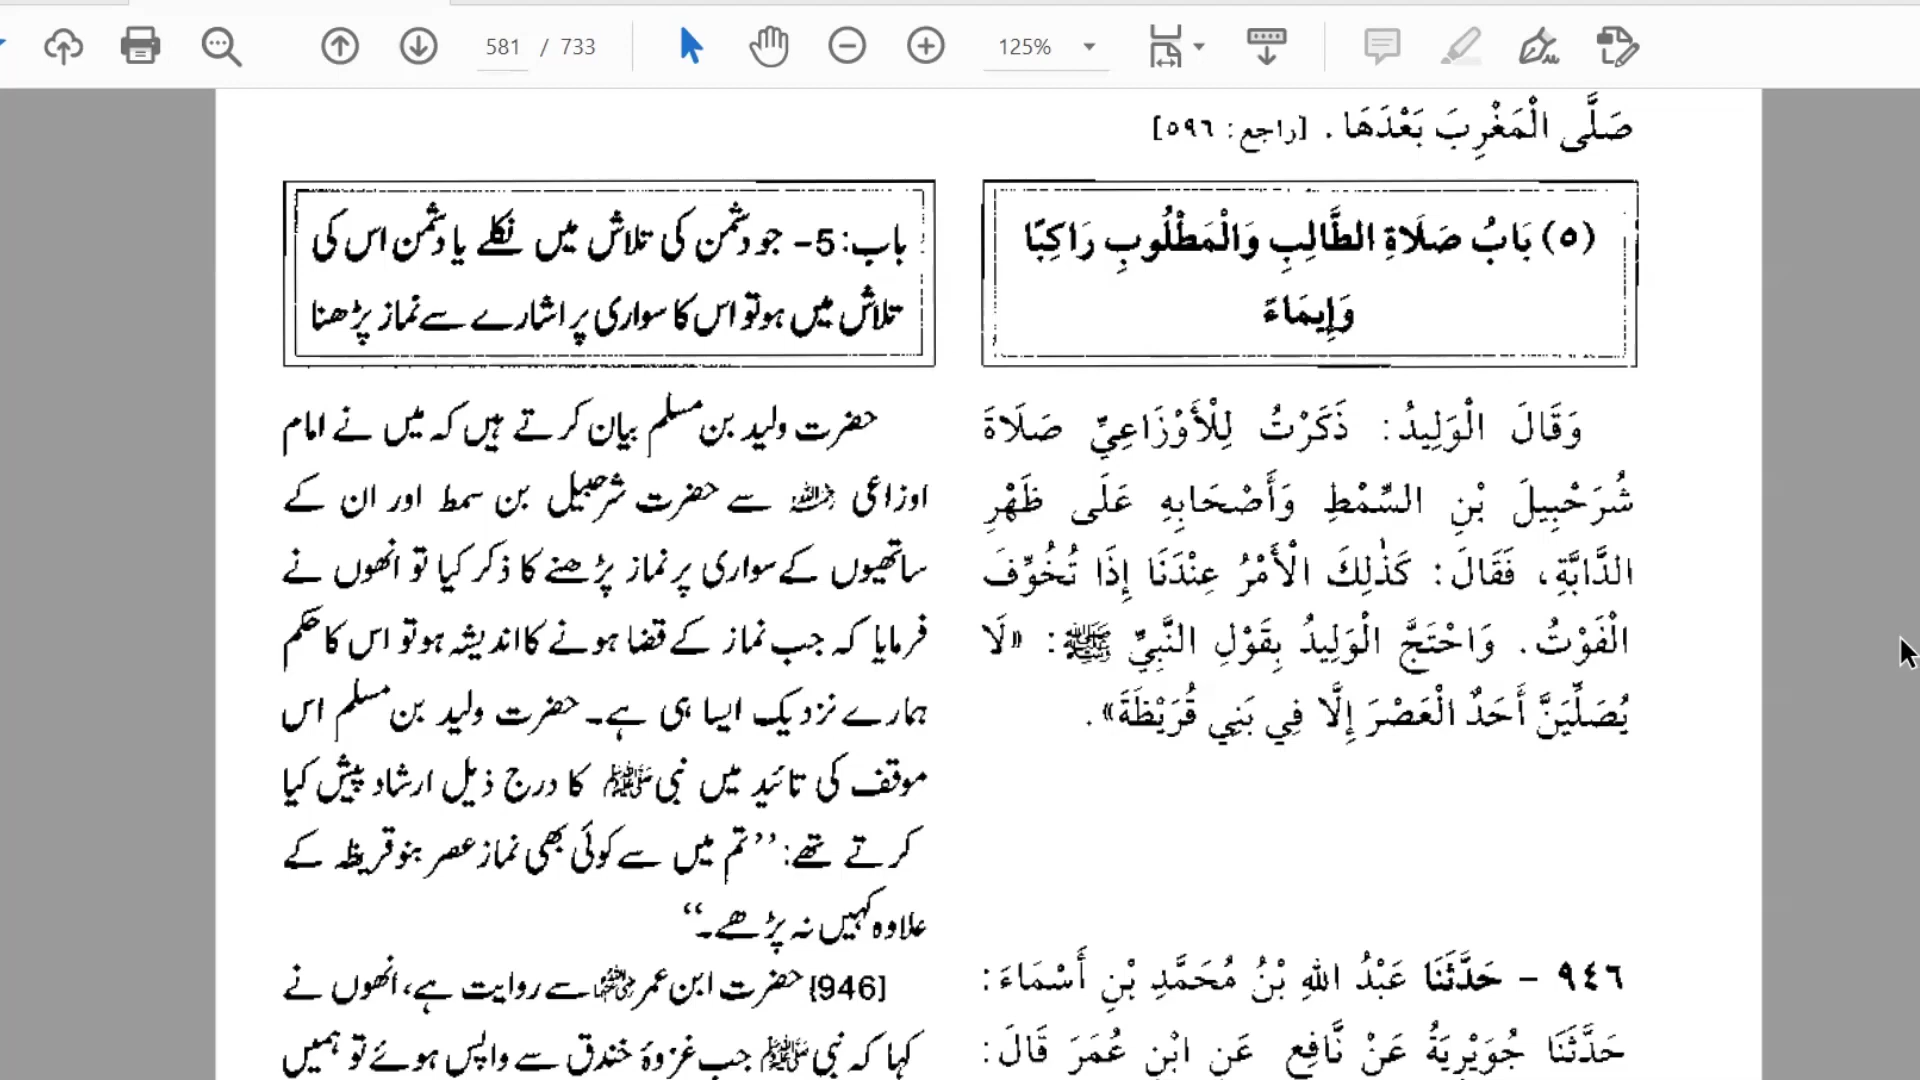 581 / 733
125%
صَلَّى الْمَغْرِبَ بَعْدَهَا. [راجع: ٥٩٦]
(٥) بَابُ صَلَاةِ الطَّالِبِ وَالْمَطْلُوبِ رَاكِبًا
وَإِيمَاءً
وَقَالَ الْوَلِيدُ: ذَكَرْتُ لِلْأَوْزَاعِيِّ صَلَاةَ
شُرَحْبِيلَ بْنِ السِّمْطِ وَأَصْحَابِهِ عَلَى ظَهْرِ
الدَّابَّةِ، فَقَالَ: كَذٰلِكَ الْأَمْرُ عِنْدَنَا إِذَا تُخُوِّفَ
الْفَوْتُ. وَاحْتَجَّ الْوَلِيدُ بِقَوْلِ النَّبِيِّ ﷺ: «لَا
يُصَلِّيَنَّ أَحَدٌ الْعَصْرَ إِلَّا فِي بَنِي قُرَيْظَةَ».
٩٤٦ - حَدَّثَنَا عَبْدُ اللهِ بْنُ مُحَمَّدِ بْنِ أَسْمَاءَ:
حَدَّثَنَا جُوَيْرِيَةُ عَنْ نَّافِعٍ عَنِ ابْنِ عُمَرَ قَالَ:
باب: 5- جو دشمن کی تلاش میں نکلے یا دشمن اس کی
تلاش میں ہو تو اس کا سواری پر اشارے سے نماز پڑھنا
حضرت ولید بن مسلم بیان کرتے ہیں کہ میں نے امام
اوزاعی رحمہ اللہ سے حضرت شرحبیل بن سمط اور ان کے
ساتھیوں کے سواری پر نماز پڑھنے کا ذکر کیا تو انھوں نے
فرمایا کہ جب نماز کے قضا ہونے کا اندیشہ ہو تو اس کا حکم
ہمارے نزدیک ایسا ہی ہے۔ حضرت ولید بن مسلم اس
موقف کی تائید میں نبی ﷺ کا درج ذیل ارشاد پیش کیا
کرتے تھے: ’’تم میں سے کوئی بھی نماز عصر بنو قریظہ کے
علاوہ کہیں نہ پڑھے۔‘‘
[946] حضرت ابن عمر رضی اللہ عنہما سے روایت ہے، انھوں نے
کہا کہ نبی ﷺ جب غزوۂ خندق سے واپس ہوئے تو ہمیں